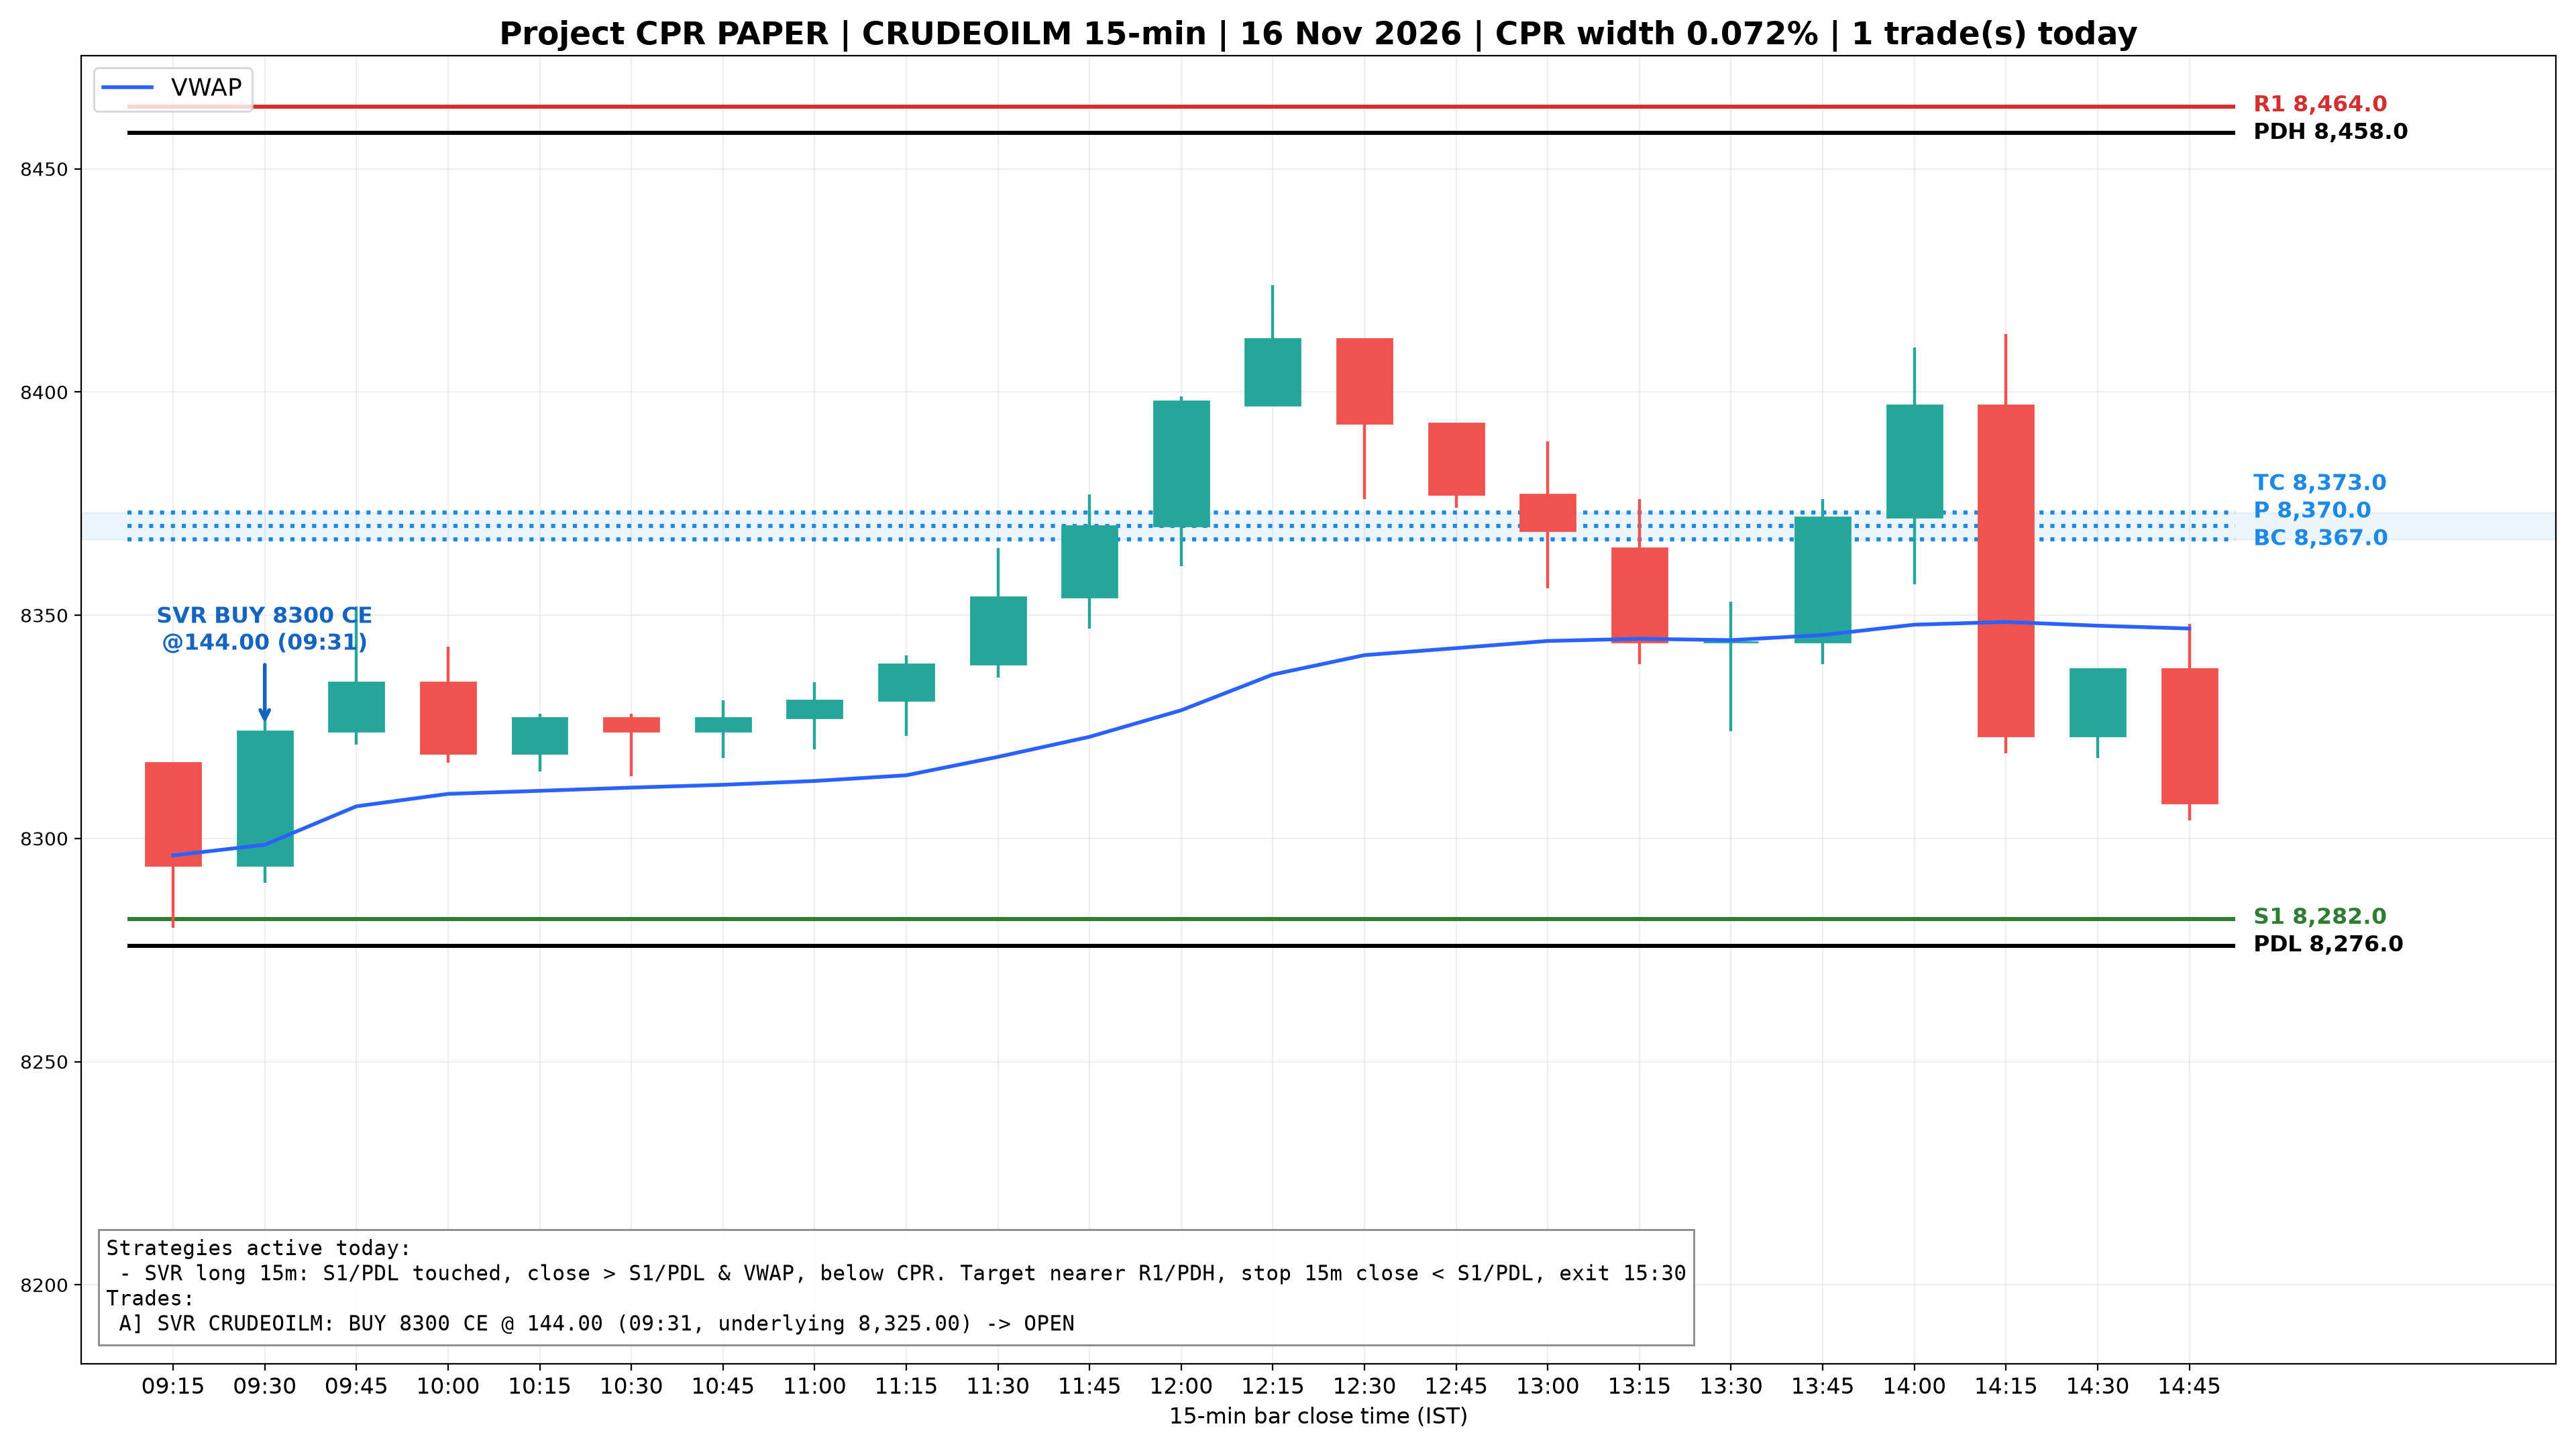 Project CPR PAPER | CRUDEOILM 15-min | 16 Nov 2026 | CPR width 0.072% | 1 trade(s) today
VWAP
R1 8,464.0
PDH 8,458.0
8450
8400
TC 8,373.0
P 8,370.0
BC 8,367.0
8350
SVR BUY 8300 CE
@144.00 (09:31)
8300
S1 8,282.0
PDL 8,276.0
8250
8200
Strategies active today:
- SVR long 15m: S1/PDL touched, close > S1/PDL & VWAP, below CPR. Target nearer R1/PDH, stop 15m close < S1/PDL, exit 15:30
Trades:
A] SVR CRUDEOILM: BUY 8300 CE @ 144.00 (09:31, underlying 8,325.00) -> OPEN
09:15 09:30 09:45 10:00 10:15 10:30 10:45 11:00 11:15 11:30 11:45 12:00 12:15 12:30 12:45 13:00 13:15 13:30 13:45 14:00 14:15 14:30 14:45
15-min bar close time (IST)